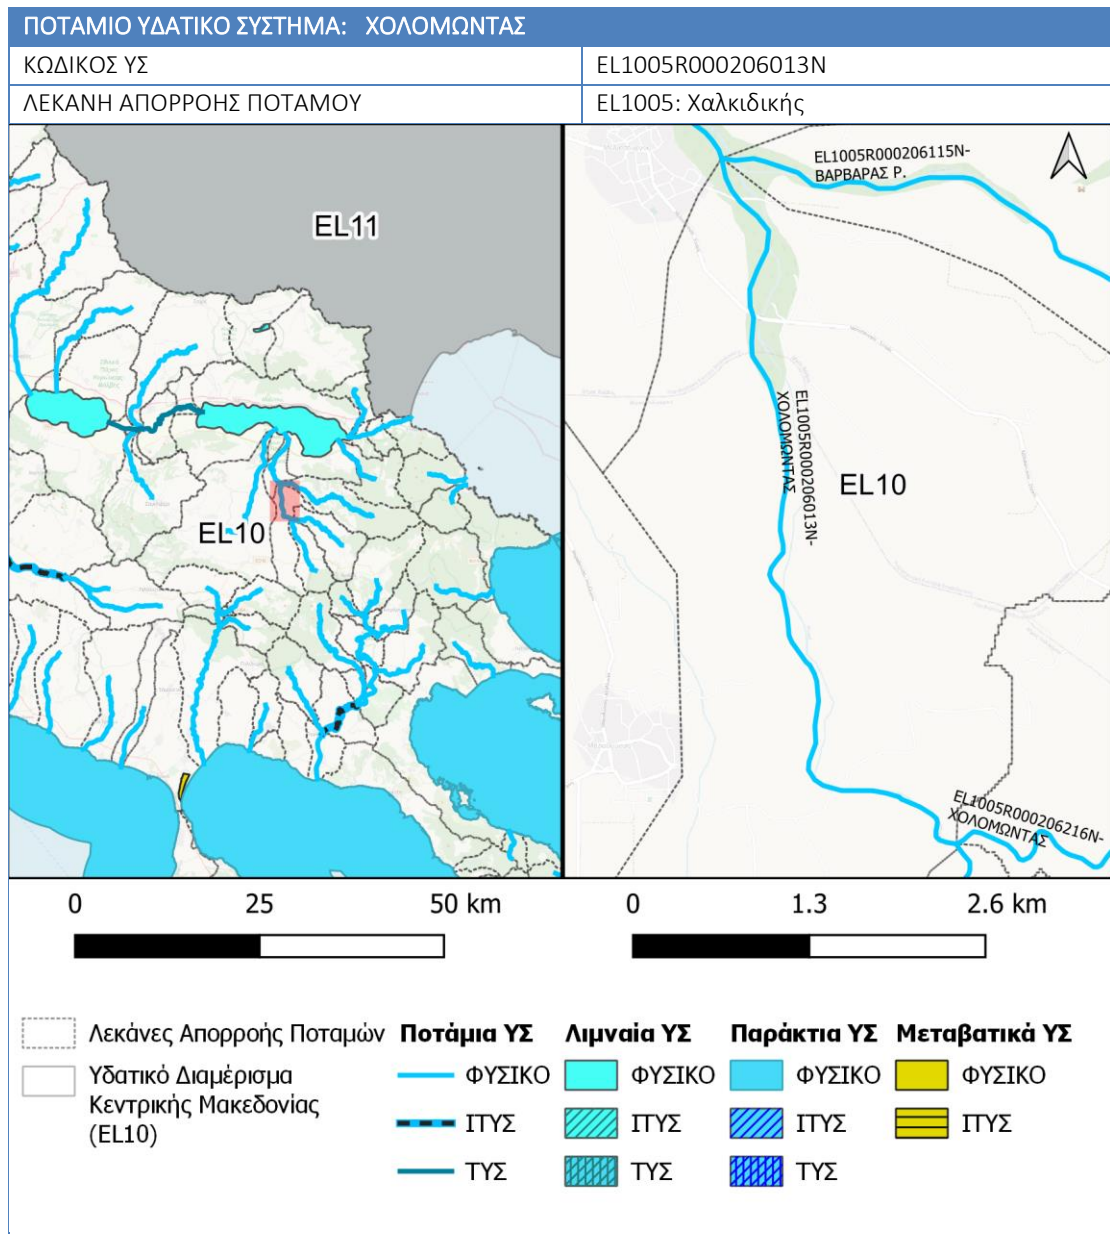 ΠΟΤΑΜΙΟ ΥΔΑΤΙΚΟ ΣΥΣΤΗΜΑ: ΧΟΛΟΜΩΝΤΑΣ
ΚΩΔΙΚΟΣ ΥΣ EL1005R000206013N
ΛΕΚΑΝΗ ΑΠΟΡΡΟΗΣ ΠΟΤΑΜΟΥ EL1005: Χαλκιδικής
EL11
EL10
EL1005R000206115N-
ΒΑΡΒΑΡΑΣ Ρ.
EL1005R000206013N-
ΧΟΛΟΜΩΝΤΑΣ
EL10
EL1005R000206216N-
ΧΟΛΟΜΩΝΤΑΣ
0 25 50 km
0 1.3 2.6 km
Λεκάνες Απορροής Ποταμών
Υδατικό Διαμέρισμα
Κεντρικής Μακεδονίας
(EL10)
Ποτάμια ΥΣ
ΦΥΣΙΚΟ
ΙΤΥΣ
ΤΥΣ
Λιμναία ΥΣ
ΦΥΣΙΚΟ
ΙΤΥΣ
ΤΥΣ
Παράκτια ΥΣ
ΦΥΣΙΚΟ
ΙΤΥΣ
ΤΥΣ
Μεταβατικά ΥΣ
ΦΥΣΙΚΟ
ΙΤΥΣ